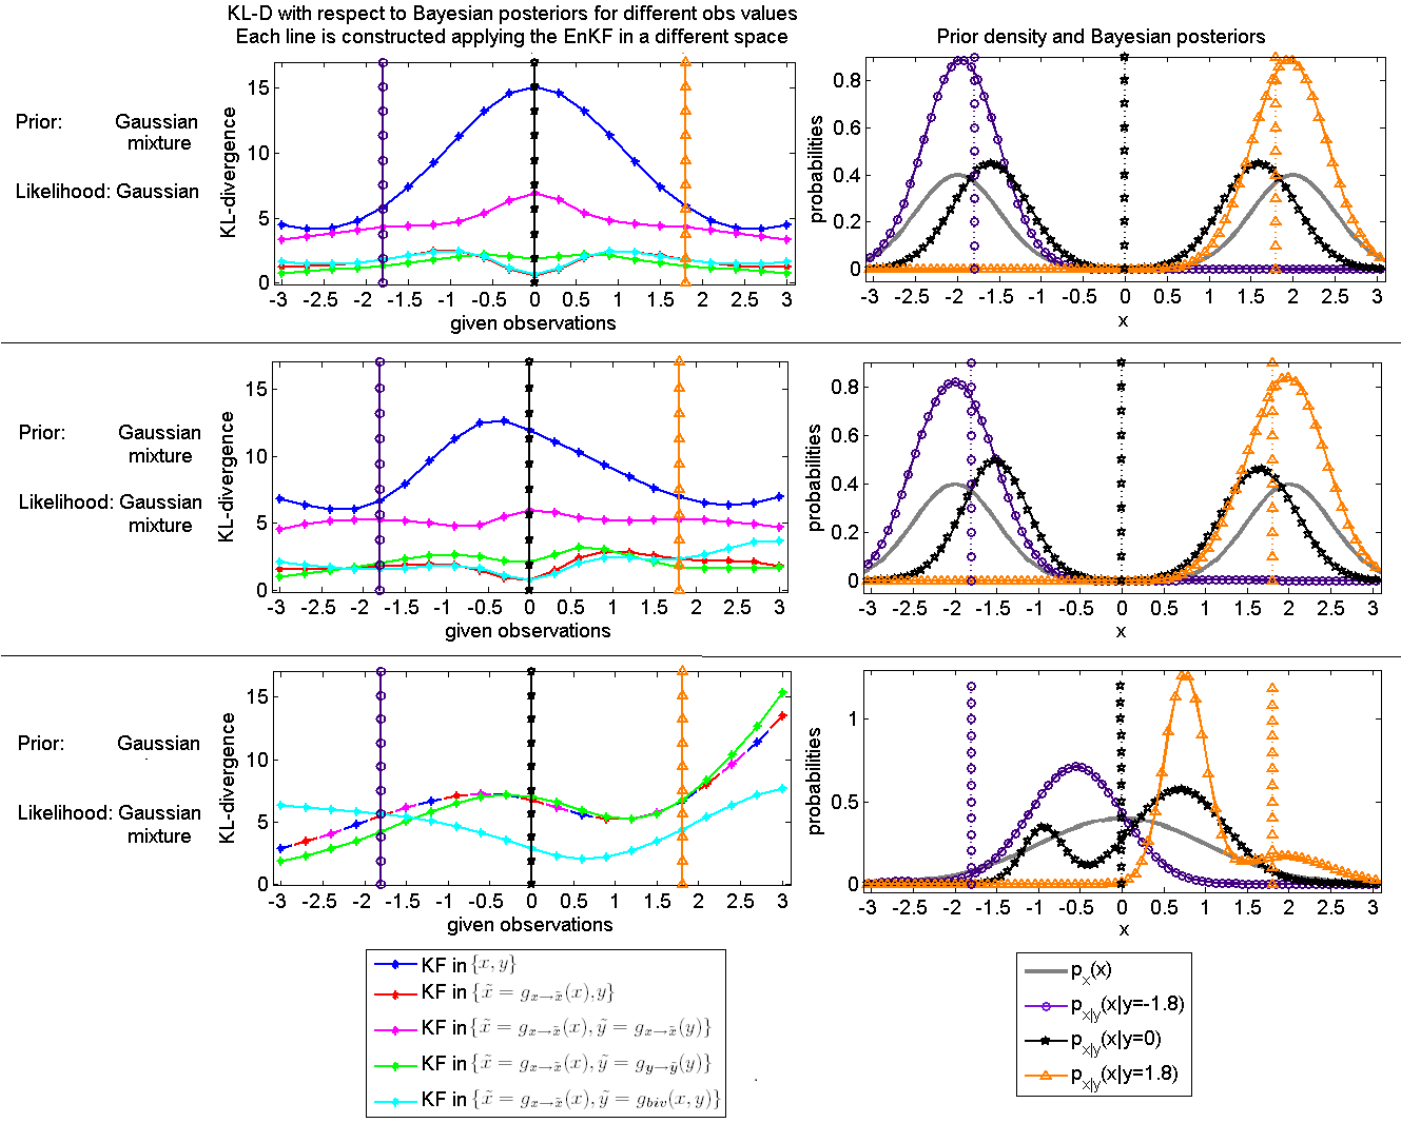 KL-D with respect to Bayesian posteriors for different obs values
Each line is constructed applying the EnKF in a different space
Prior density and Bayesian posteriors
Prior: Gaussian
mixture
Likelihood: Gaussian
KL-divergence
15
10
5
0
-3 -2.5 -2 -1.5 -1 -0.5 0 0.5 1 1.5 2 2.5 3
given observations
probabilities
0.8
0.6
0.4
0.2
0
-3 -2.5 -2 -1.5 -1 -0.5 0 0.5 1 1.5 2 2.5 3
x
Prior: Gaussian
mixture
Likelihood: Gaussian
mixture
KL-divergence
15
10
5
0
-3 -2.5 -2 -1.5 -1 -0.5 0 0.5 1 1.5 2 2.5 3
given observations
probabilities
0.8
0.6
0.4
0.2
0
-3 -2.5 -2 -1.5 -1 -0.5 0 0.5 1 1.5 2 2.5 3
x
Prior: Gaussian
Likelihood: Gaussian
mixture
KL-divergence
15
10
5
0
-3 -2.5 -2 -1.5 -1 -0.5 0 0.5 1 1.5 2 2.5 3
given observations
probabilities
1
0.5
0
-3 -2.5 -2 -1.5 -1 -0.5 0 0.5 1 1.5 2 2.5 3
x
KF in {x, y}
KF in {x̃ = g_{x→x̃}(x), y}
KF in {x̃ = g_{x→x̃}(x), ỹ = g_{x→x̃}(y)}
KF in {x̃ = g_{x→x̃}(x), ỹ = g_{y→ỹ}(y)}
KF in {x̃ = g_{x→x̃}(x), ỹ = g_{biv}(x, y)}
p_x(x)
p_{x|y}(x|y=-1.8)
p_{x|y}(x|y=0)
p_{x|y}(x|y=1.8)